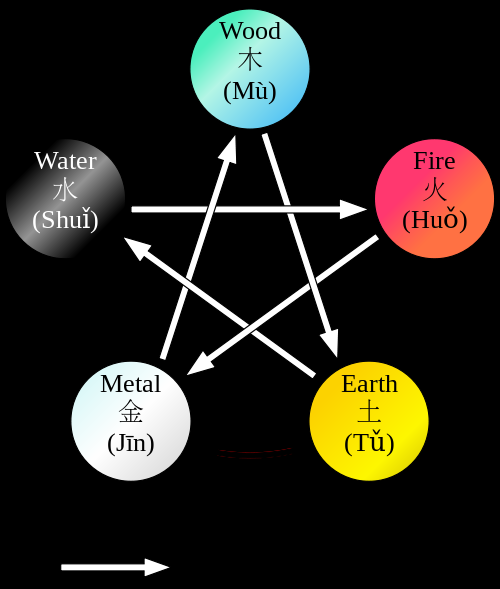 Wood
木
(Mù)
Water
水
(Shuǐ)
Fire
火
(Huǒ)
Metal
金
(Jīn)
Earth
土
(Tǔ)